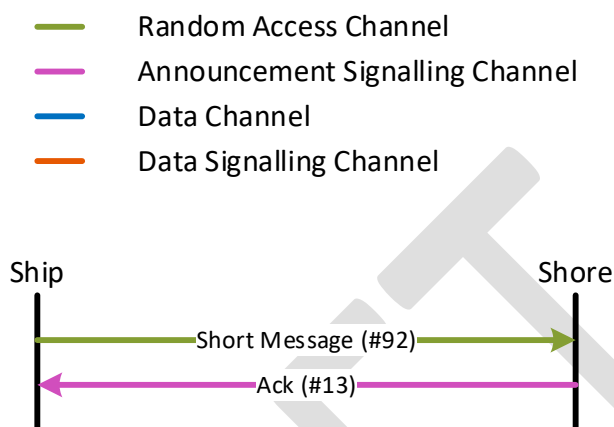 Random Access Channel
Announcement Signalling Channel
Data Channel
Data Signalling Channel
Ship
Shore
Short Message (#92)
Ack (#13)